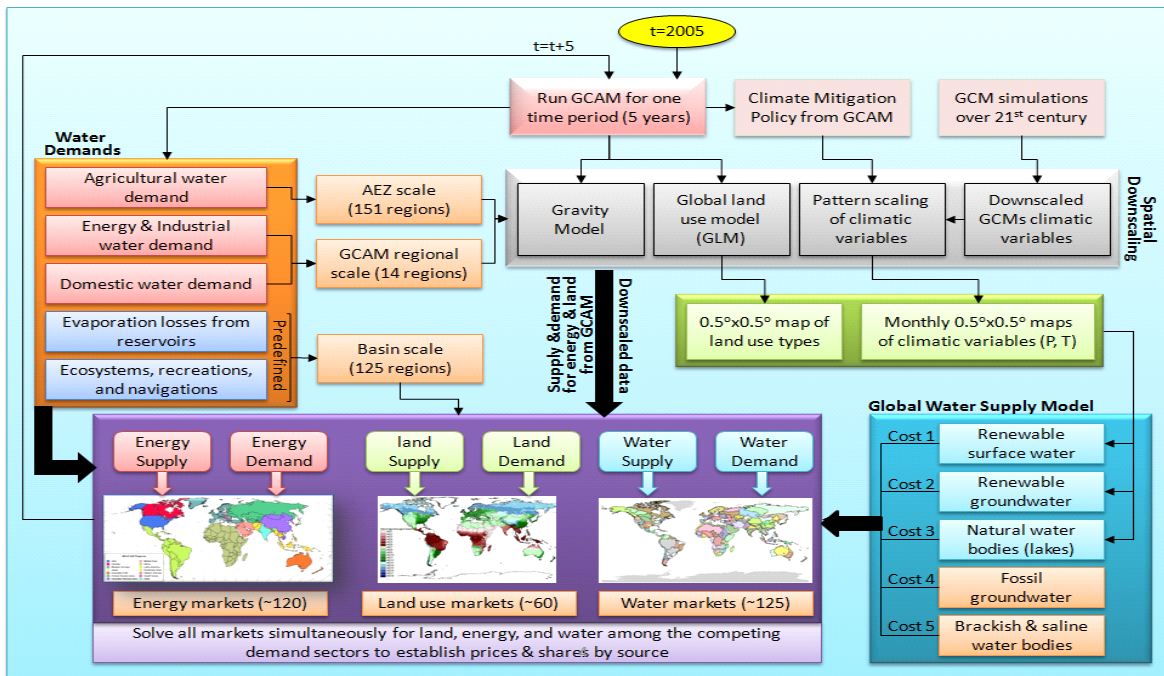 t=2005
t=t+5
Run GCAM for one
time period (5 years)
Climate Mitigation
Policy from GCAM
GCM simulations
over 21st century
Water
Demands
Agricultural water
demand
Energy & Industrial
water demand
Domestic water demand
Evaporation losses from
reservoirs
Ecosystems, recreations,
and navigations
Predefined
AEZ scale
(151 regions)
GCAM regional
scale (14 regions)
Basin scale
(125 regions)
Gravity
Model
Global land
use model
(GLM)
Pattern scaling
of climatic
variables
Downscaled
GCMs climatic
variables
Spatial
Downscaling
Supply &demand
for energy & land
from GCAM
Downscaled data
0.5°x0.5° map of
land use types
Monthly 0.5°x0.5° maps
of climatic variables (P, T)
Global Water Supply Model
Cost 1
Renewable
surface water
Cost 2
Renewable
groundwater
Cost 3
Natural water
bodies (lakes)
Cost 4
Fossil
groundwater
Cost 5
Brackish & saline
water bodies
Energy
Supply
Energy
Demand
land
Supply
Land
Demand
Water
Supply
Water
Demand
Energy markets (~120)
Land use markets (~60)
Water markets (~125)
Solve all markets simultaneously for land, energy, and water among the competing
demand sectors to establish prices & shares by source